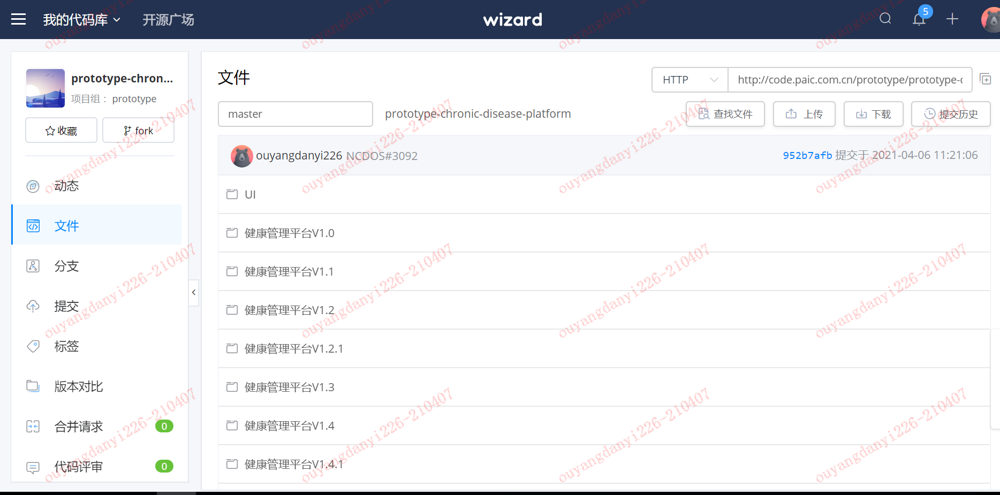 我的代码库
开源广场
wizard
5
prototype-chron...
项目组： prototype
收藏
fork
动态
文件
分支
提交
标签
版本对比
合并请求 0
代码评审 0
文件
HTTP
http://code.paic.com.cn/prototype/prototype-c
master
prototype-chronic-disease-platform
查找文件
上传
下载
提交历史
ouyangdanyi226 NCDOS#3092
952b7afb 提交于 2021-04-06 11:21:06
UI
健康管理平台V1.0
健康管理平台V1.1
健康管理平台V1.2
健康管理平台V1.2.1
健康管理平台V1.3
健康管理平台V1.4
健康管理平台V1.4.1
ouyangdanyi226-210407